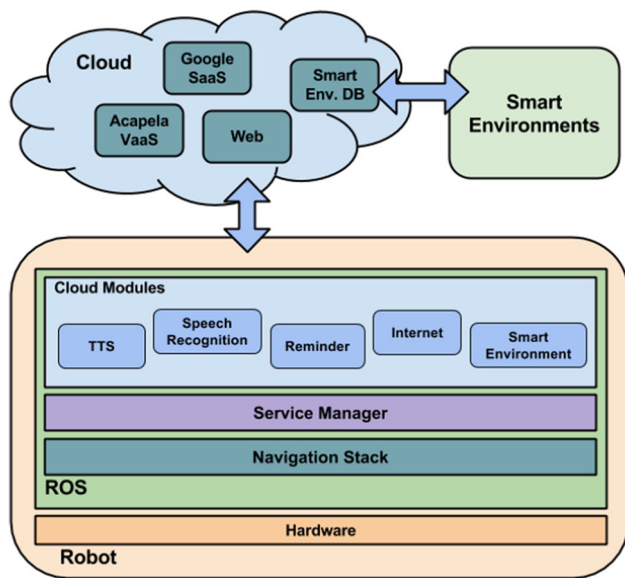 Cloud
Google
SaaS
Smart
Env. DB
Acapela
VaaS
Web
Smart
Environments
Cloud Modules
TTS
Speech
Recognition
Reminder
Internet
Smart
Environment
Service Manager
Navigation Stack
ROS
Hardware
Robot